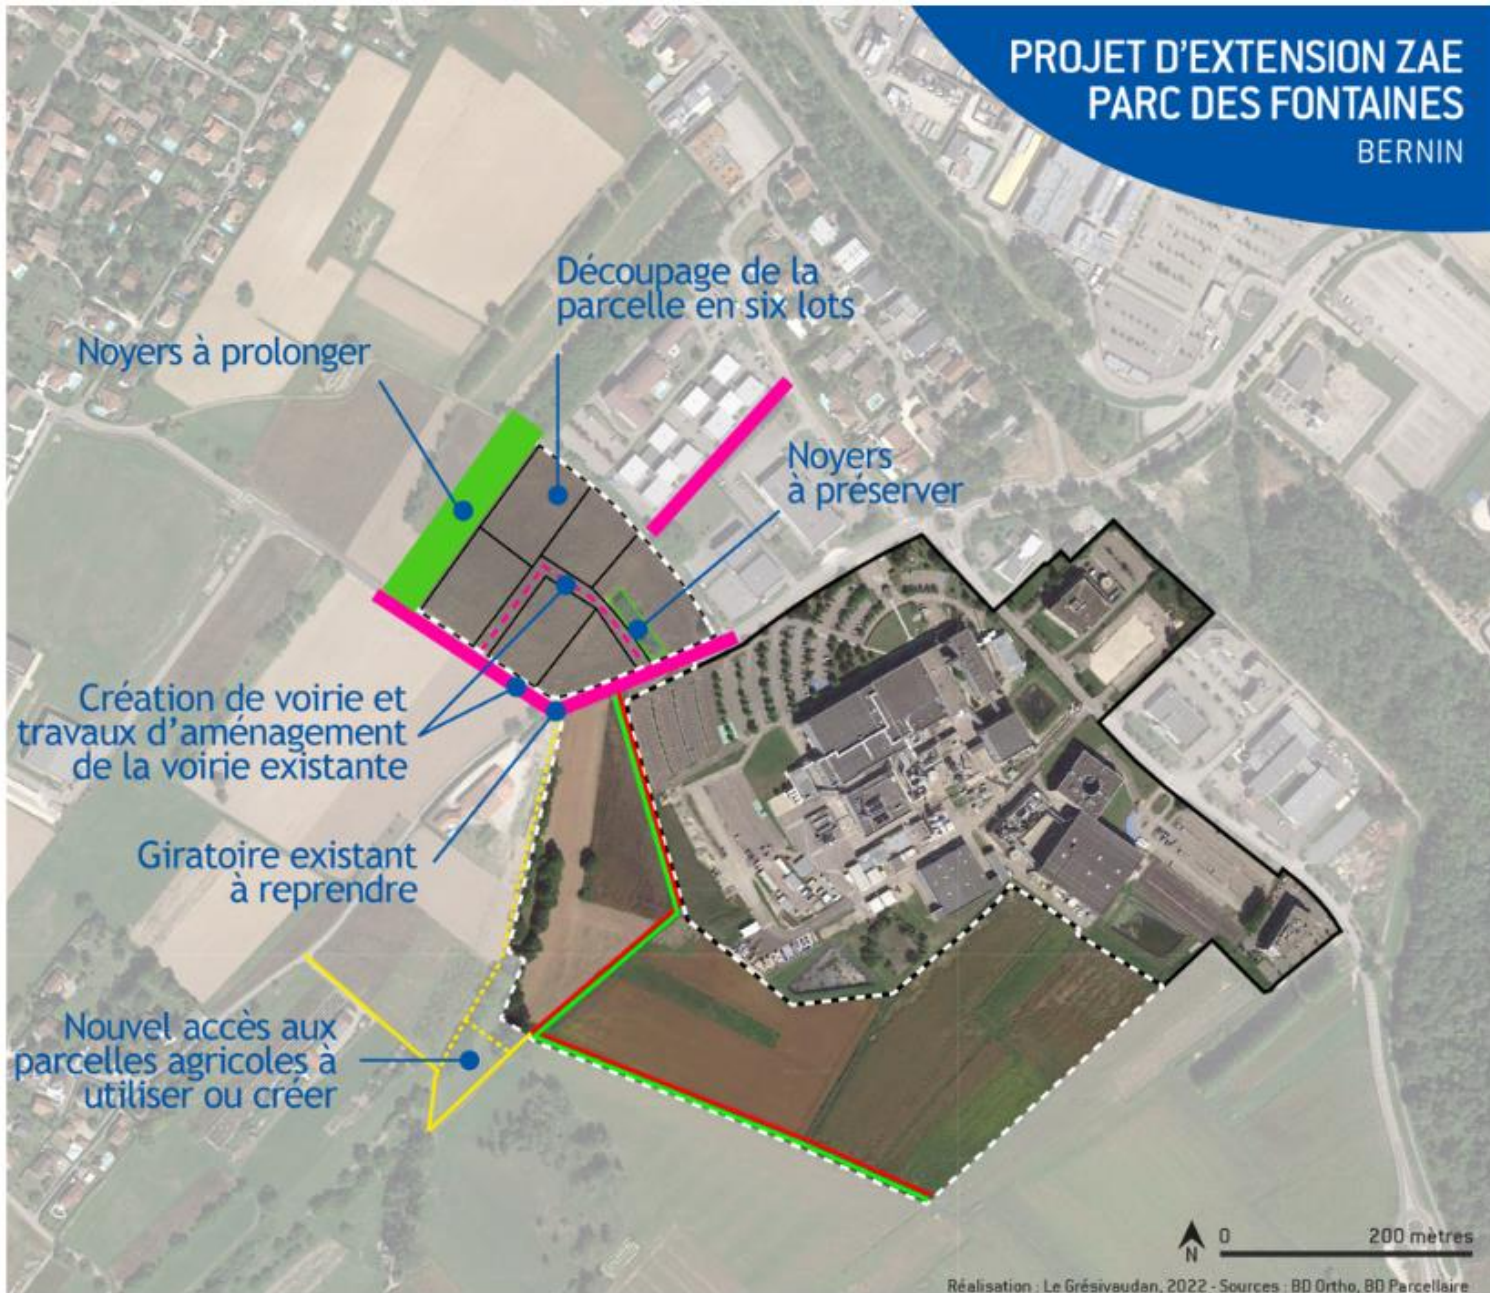 PROJET D'EXTENSION ZAE
PARC DES FONTAINES
BERNIN
Découpage de la
parcelle en six lots
Noyers à prolonger
Noyers
à préserver
Création de voirie et
travaux d'aménagement
de la voirie existante
Giratoire existant
à reprendre
Nouvel accès aux
parcelles agricoles à
utiliser ou créer
N
0
200 mètres
Réalisation : Le Grésivaudan, 2022 - Sources : BD Ortho, BD Parcellaire